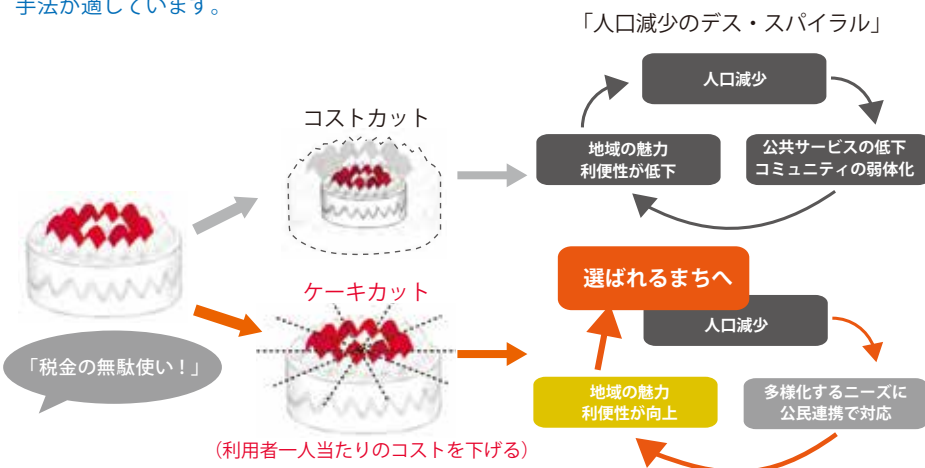 手法が適しています。
「人口減少のデス・スパイラル」
人口減少
コストカット
地域の魅力
利便性が低下
公共サービスの低下
コミュニティの弱体化
選ばれるまちへ
ケーキカット
人口減少
「税金の無駄使い！」
地域の魅力
利便性が向上
多様化するニーズに
公民連携で対応
（利用者一人当たりのコストを下げる）